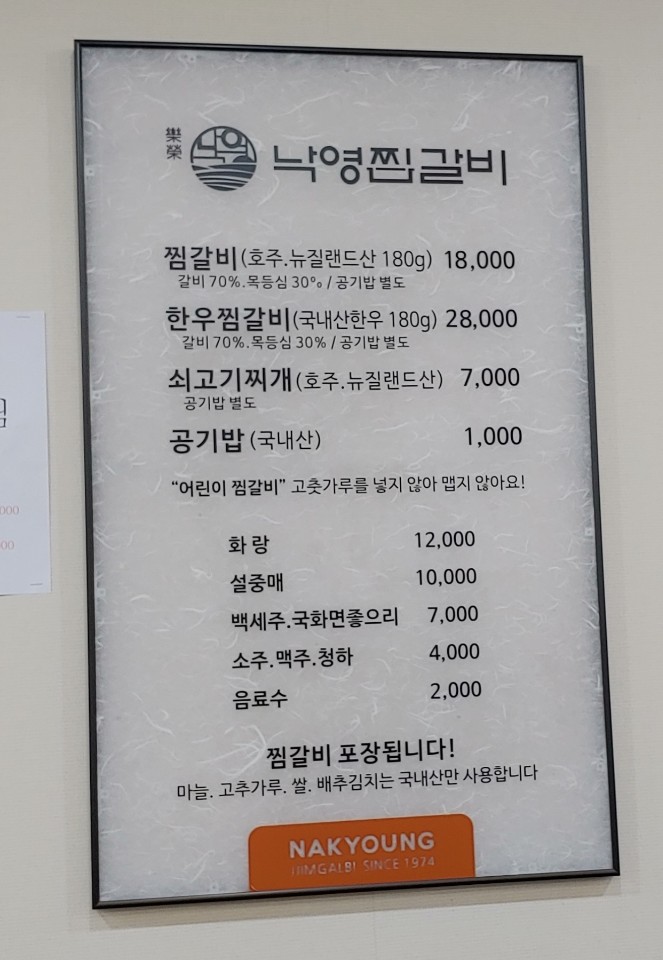 樂榮 낙영 낙영찜갈비
찜갈비(호주.뉴질랜드산 180g) 18,000
갈비 70%.목등심 30% / 공기밥 별도
한우찜갈비(국내산한우 180g) 28,000
갈비 70%.목등심 30% / 공기밥 별도
쇠고기찌개(호주.뉴질랜드산) 7,000
공기밥 별도
공기밥(국내산) 1,000
“어린이 찜갈비” 고춧가루를 넣지 않아 맵지 않아요!
화랑 12,000
설중매 10,000
백세주.국화면좋으리 7,000
소주.맥주.청하 4,000
음료수 2,000
찜갈비 포장됩니다!
마늘. 고추가루. 쌀. 배추김치는 국내산만 사용합니다
NAKYOUNG
JJIMGALBI SINCE 1974
000
00